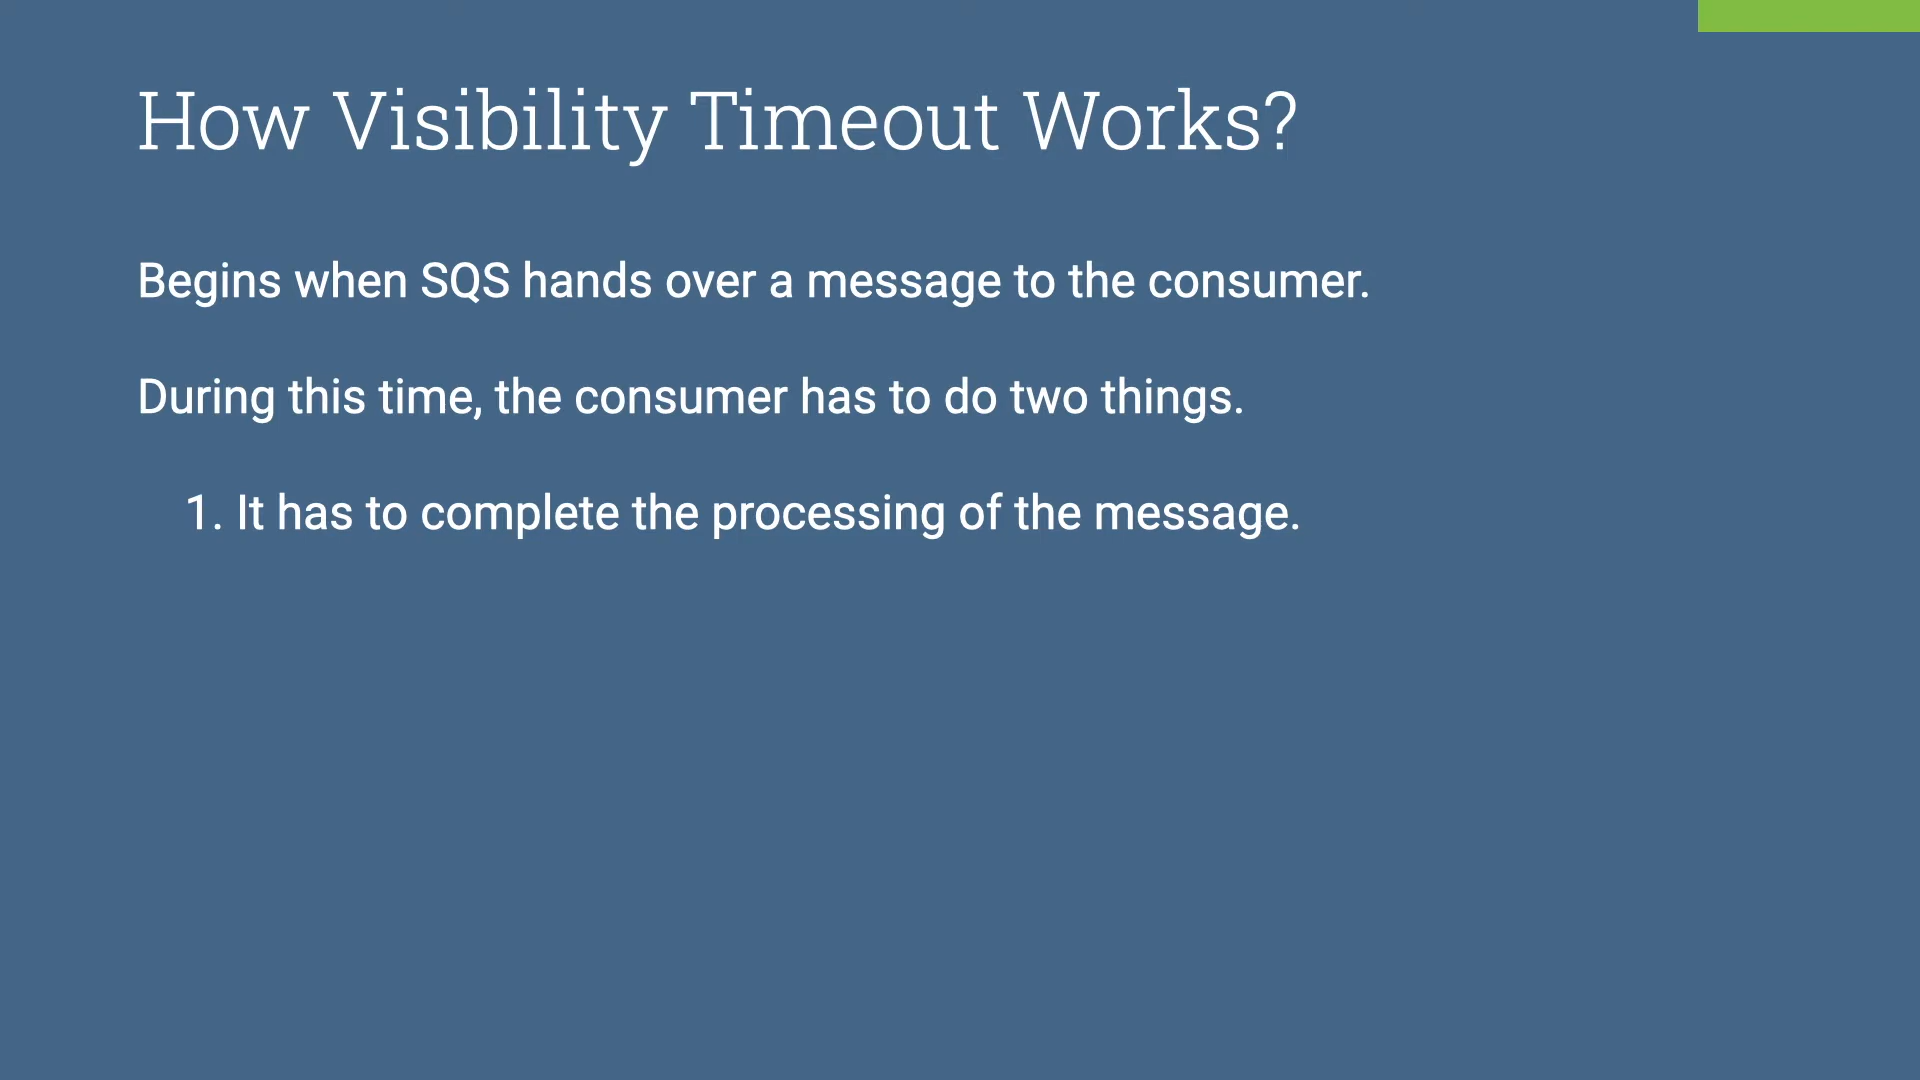 How Visibility Timeout Works?
Begins when SQS hands over a message to the consumer.
During this time, the consumer has to do two things.
1. It has to complete the processing of the message.